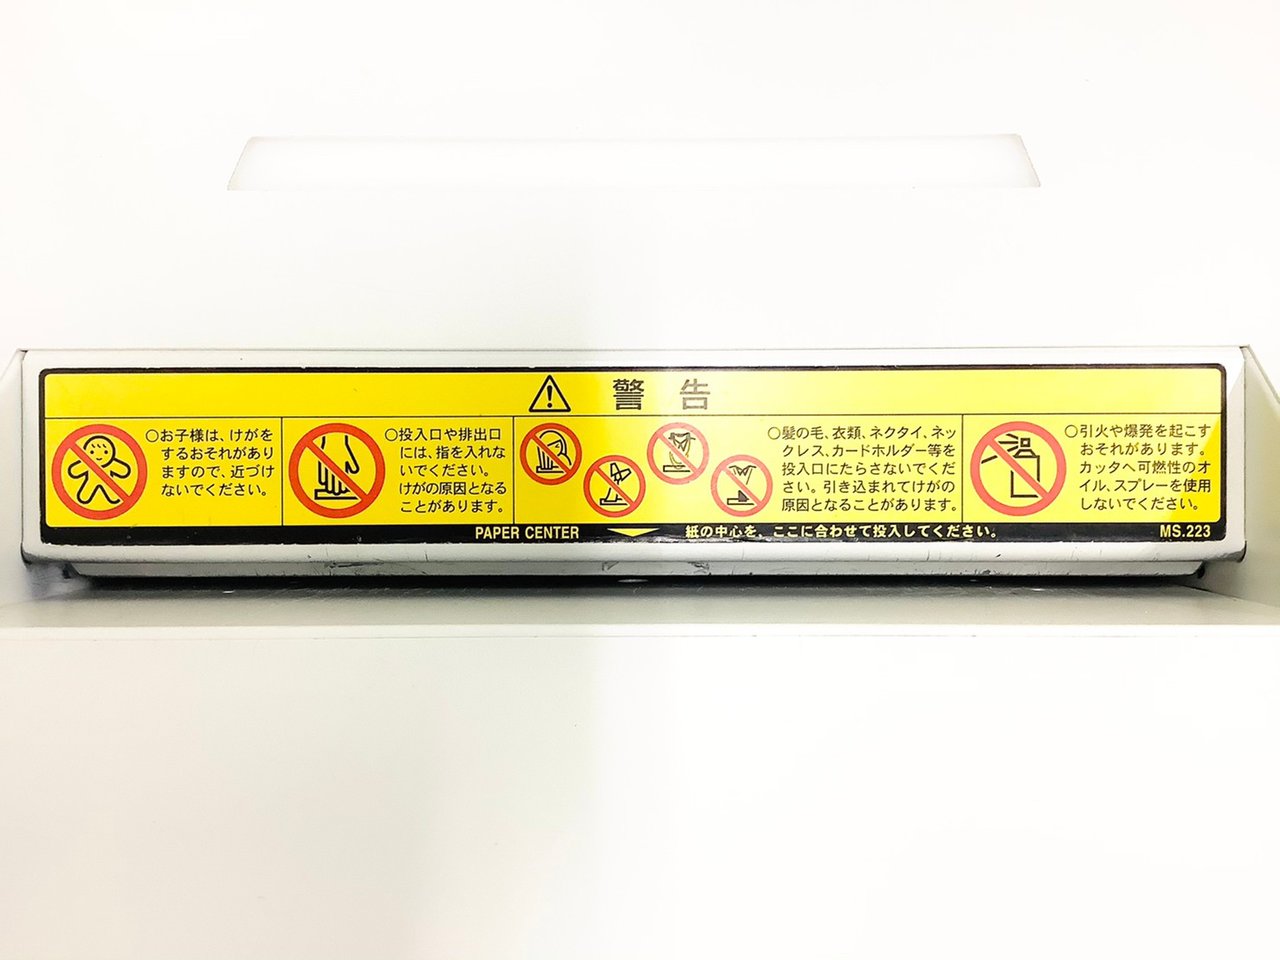 警告
○お子様は、けがを
するおそれがあり
ますので、近づけ
ないでください。
○投入口や排出口
には、指を入れな
いでください。
けがの原因となる
ことがあります。
○髪の毛、衣類、ネクタイ、ネッ
クレス、カードホルダー等を
投入口にたらさないでくだ
さい。引き込まれてけがの
原因となることがあります。
○引火や爆発を起こす
おそれがあります。
カッタへ可燃性のオ
イル、スプレーを使用
しないでください。
PAPER CENTER 紙の中心を、ここに合わせて投入してください。 MS.223